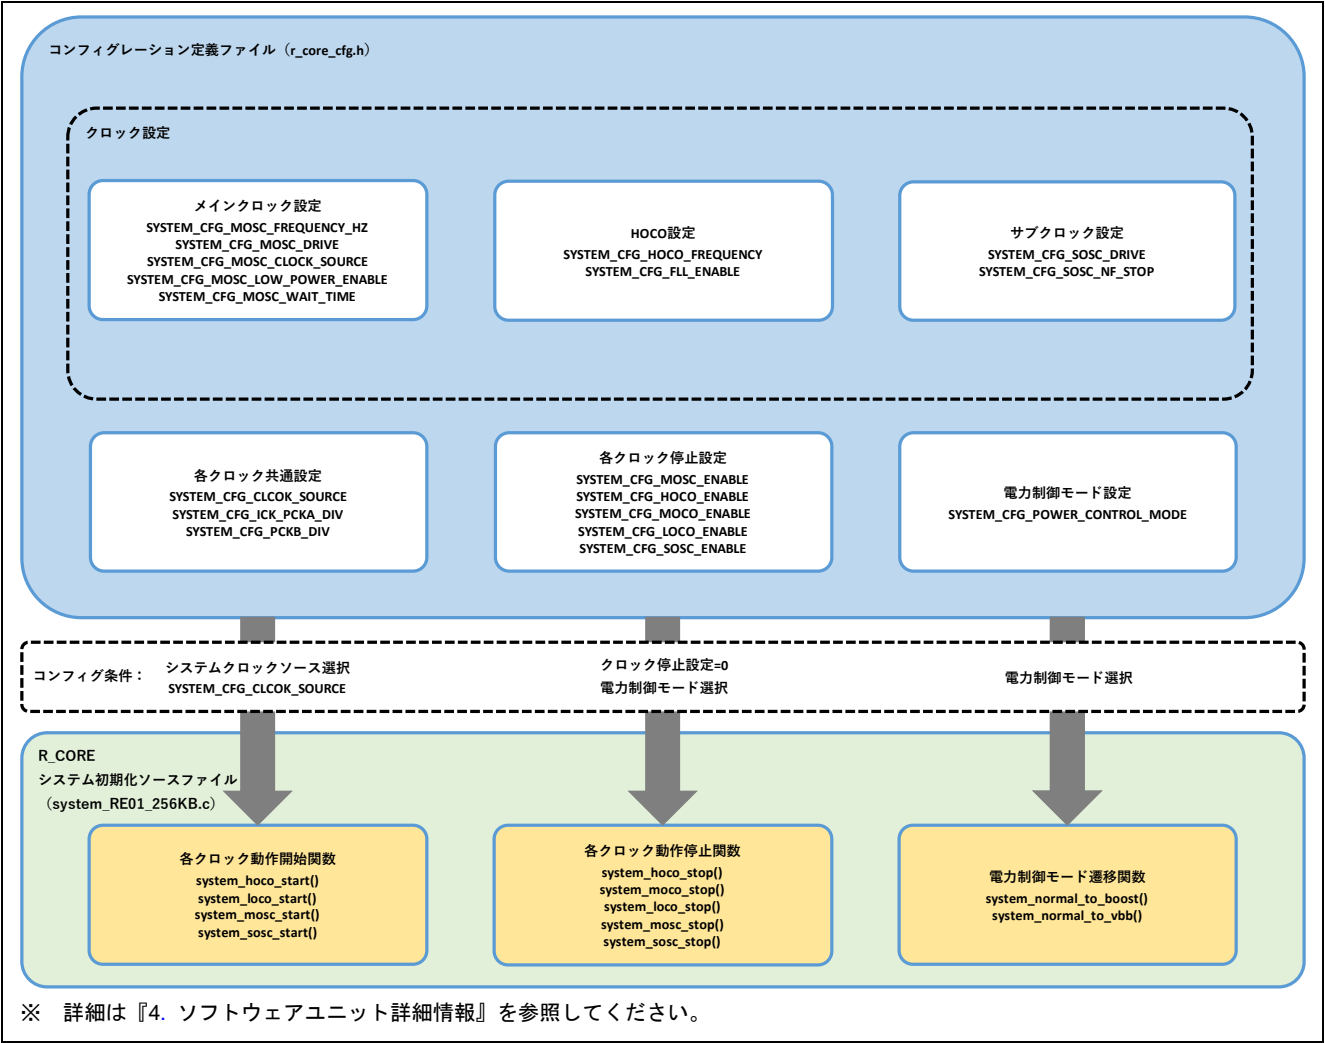 コンフィグレーション定義ファイル（r_core_cfg.h）
クロック設定
メインクロック設定
SYSTEM_CFG_MOSC_FREQUENCY_HZ
SYSTEM_CFG_MOSC_DRIVE
SYSTEM_CFG_MOSC_CLOCK_SOURCE
SYSTEM_CFG_MOSC_LOW_POWER_ENABLE
SYSTEM_CFG_MOSC_WAIT_TIME
HOCO設定
SYSTEM_CFG_HOCO_FREQUENCY
SYSTEM_CFG_FLL_ENABLE
サブクロック設定
SYSTEM_CFG_SOSC_DRIVE
SYSTEM_CFG_SOSC_NF_STOP
各クロック共通設定
SYSTEM_CFG_CLCOK_SOURCE
SYSTEM_CFG_ICK_PCKA_DIV
SYSTEM_CFG_PCKB_DIV
各クロック停止設定
SYSTEM_CFG_MOSC_ENABLE
SYSTEM_CFG_HOCO_ENABLE
SYSTEM_CFG_MOCO_ENABLE
SYSTEM_CFG_LOCO_ENABLE
SYSTEM_CFG_SOSC_ENABLE
電力制御モード設定
SYSTEM_CFG_POWER_CONTROL_MODE
コンフィグ条件：
システムクロックソース選択
SYSTEM_CFG_CLCOK_SOURCE
クロック停止設定=0
電力制御モード選択
電力制御モード選択
R_CORE
システム初期化ソースファイル
（system_RE01_256KB.c）
各クロック動作開始関数
system_hoco_start()
system_loco_start()
system_mosc_start()
system_sosc_start()
各クロック動作停止関数
system_hoco_stop()
system_moco_stop()
system_loco_stop()
system_mosc_stop()
system_sosc_stop()
電力制御モード遷移関数
system_normal_to_boost()
system_normal_to_vbb()
※　詳細は『4. ソフトウェアユニット詳細情報』を参照してください。